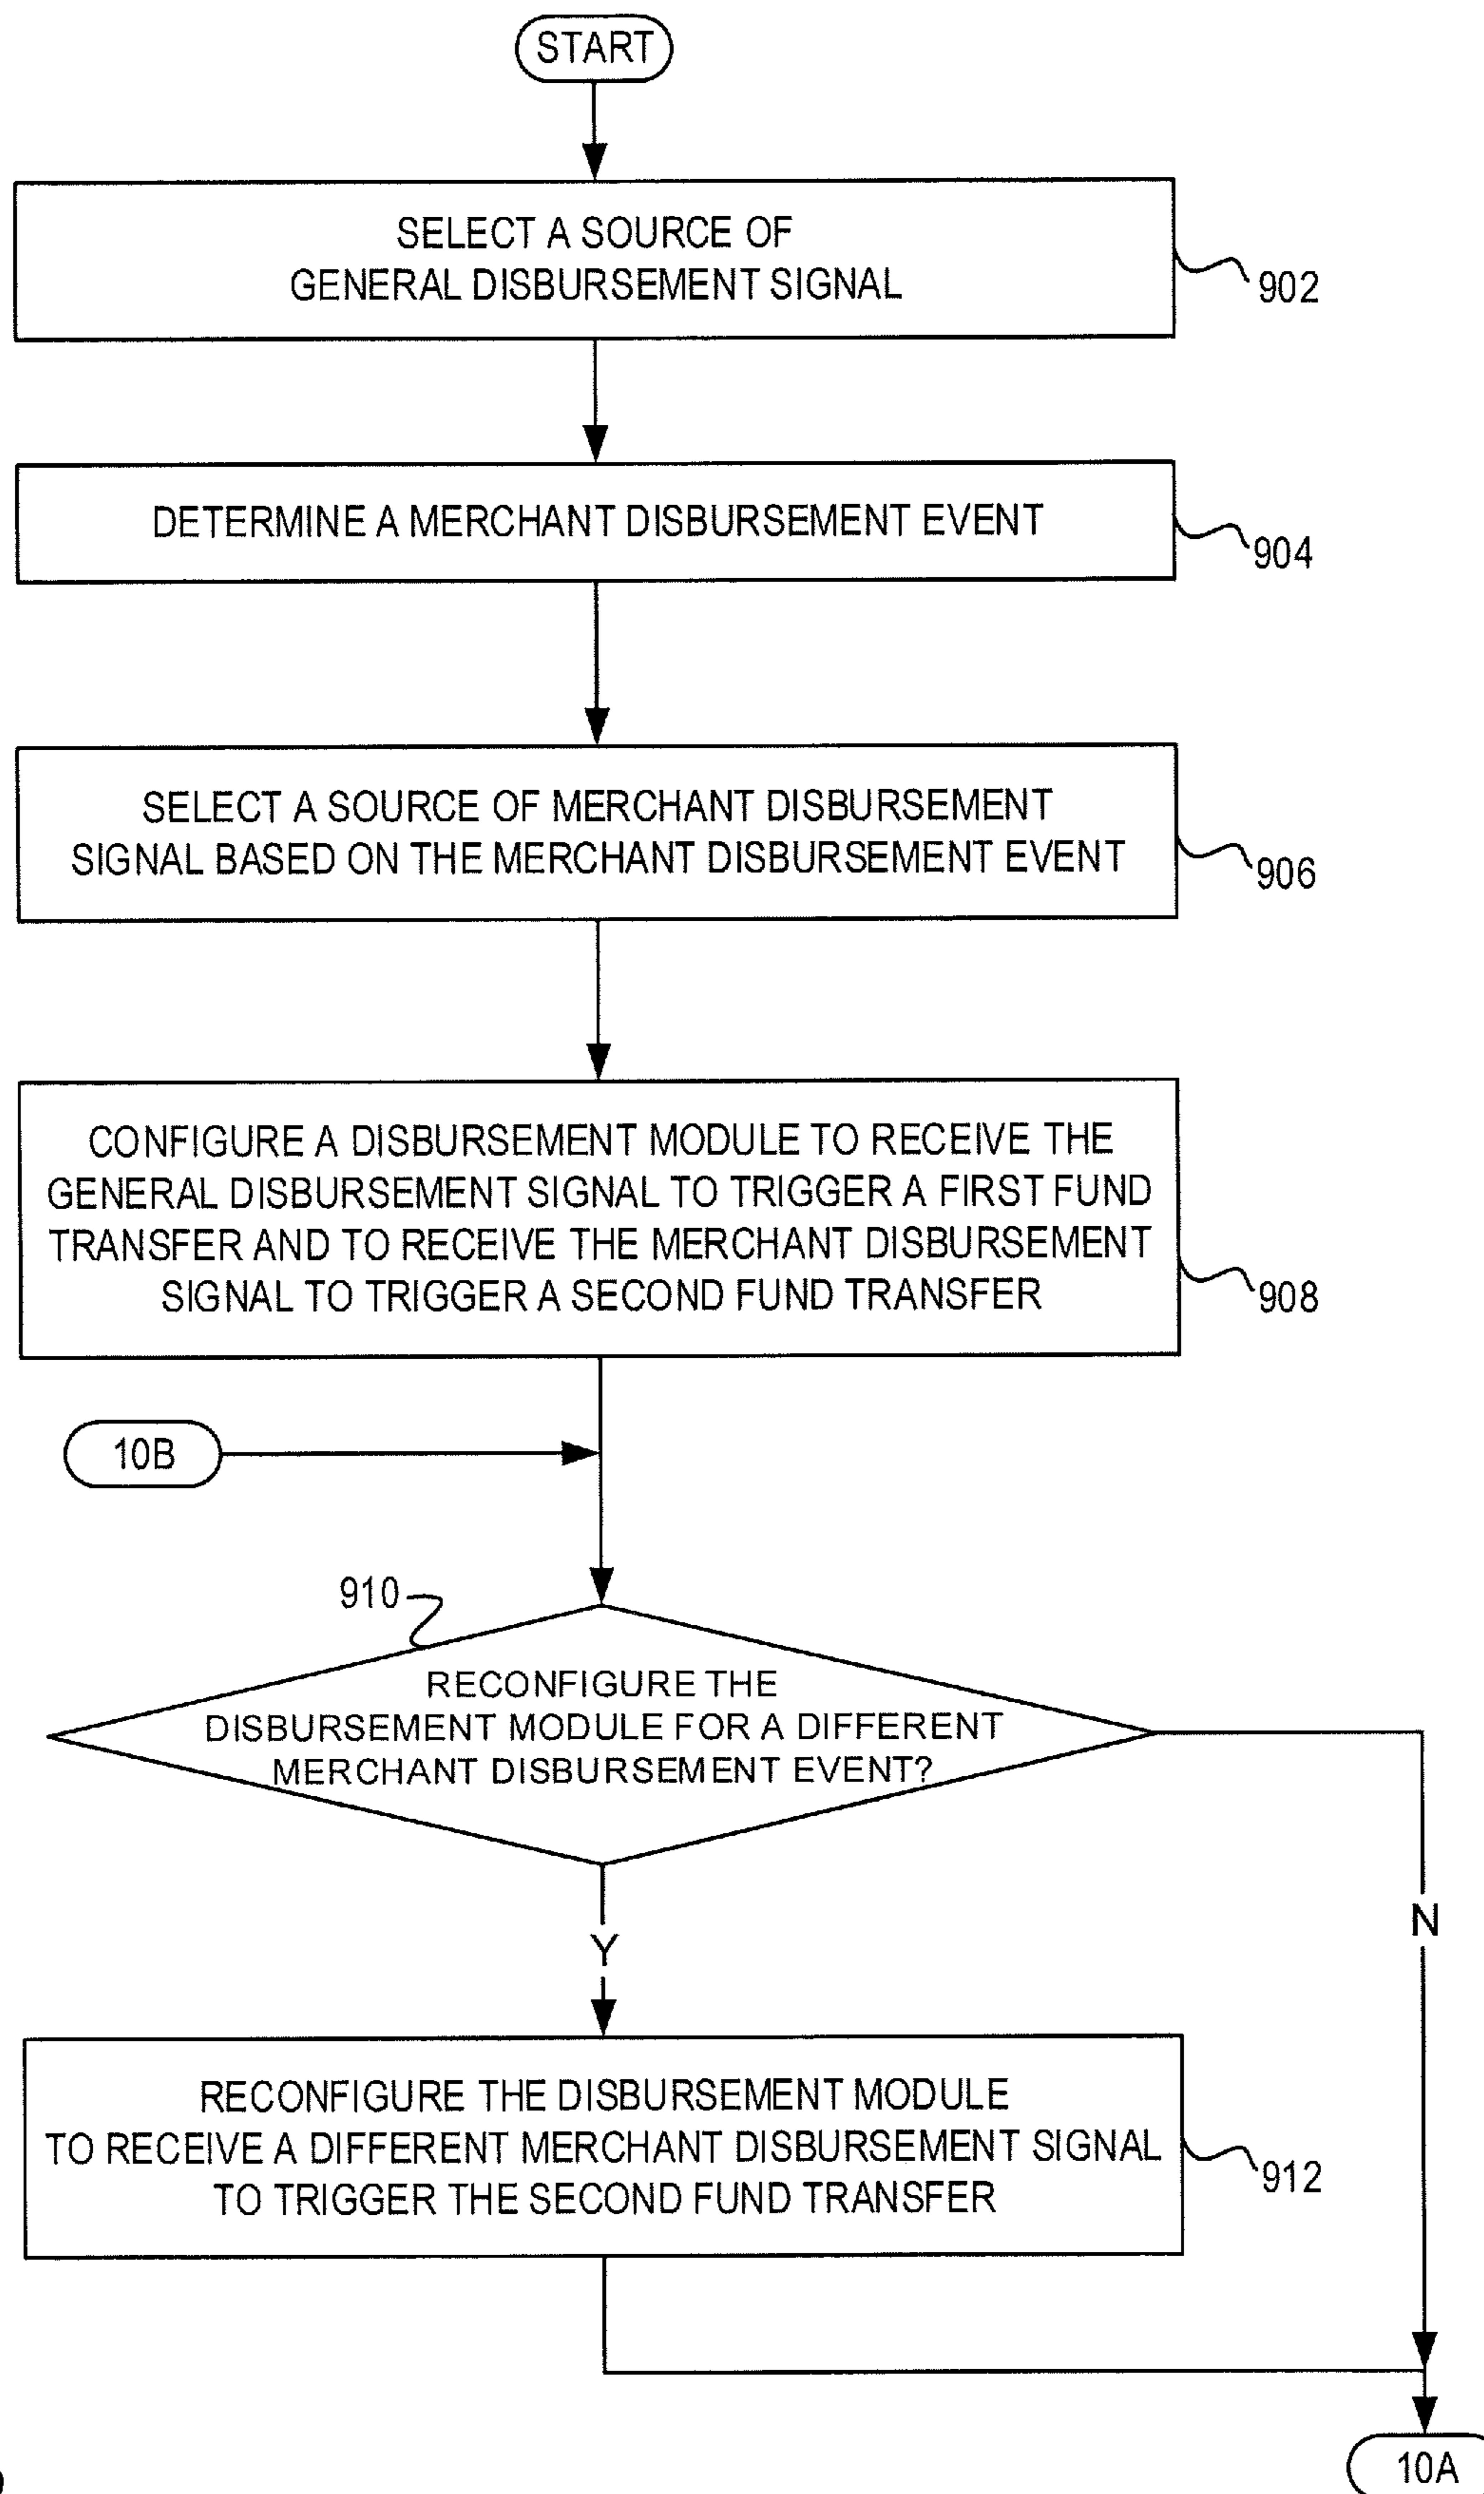 START
SELECT A SOURCE OF
GENERAL DISBURSEMENT SIGNAL
902
DETERMINE A MERCHANT DISBURSEMENT EVENT
904
SELECT A SOURCE OF MERCHANT DISBURSEMENT
SIGNAL BASED ON THE MERCHANT DISBURSEMENT EVENT
906
CONFIGURE A DISBURSEMENT MODULE TO RECEIVE THE
GENERAL DISBURSEMENT SIGNAL TO TRIGGER A FIRST FUND
TRANSFER AND TO RECEIVE THE MERCHANT DISBURSEMENT
SIGNAL TO TRIGGER A SECOND FUND TRANSFER
908
10B
910
RECONFIGURE THE
DISBURSEMENT MODULE FOR A DIFFERENT
MERCHANT DISBURSEMENT EVENT?
N
Y
RECONFIGURE THE DISBURSEMENT MODULE
TO RECEIVE A DIFFERENT MERCHANT DISBURSEMENT SIGNAL
TO TRIGGER THE SECOND FUND TRANSFER
912
10A